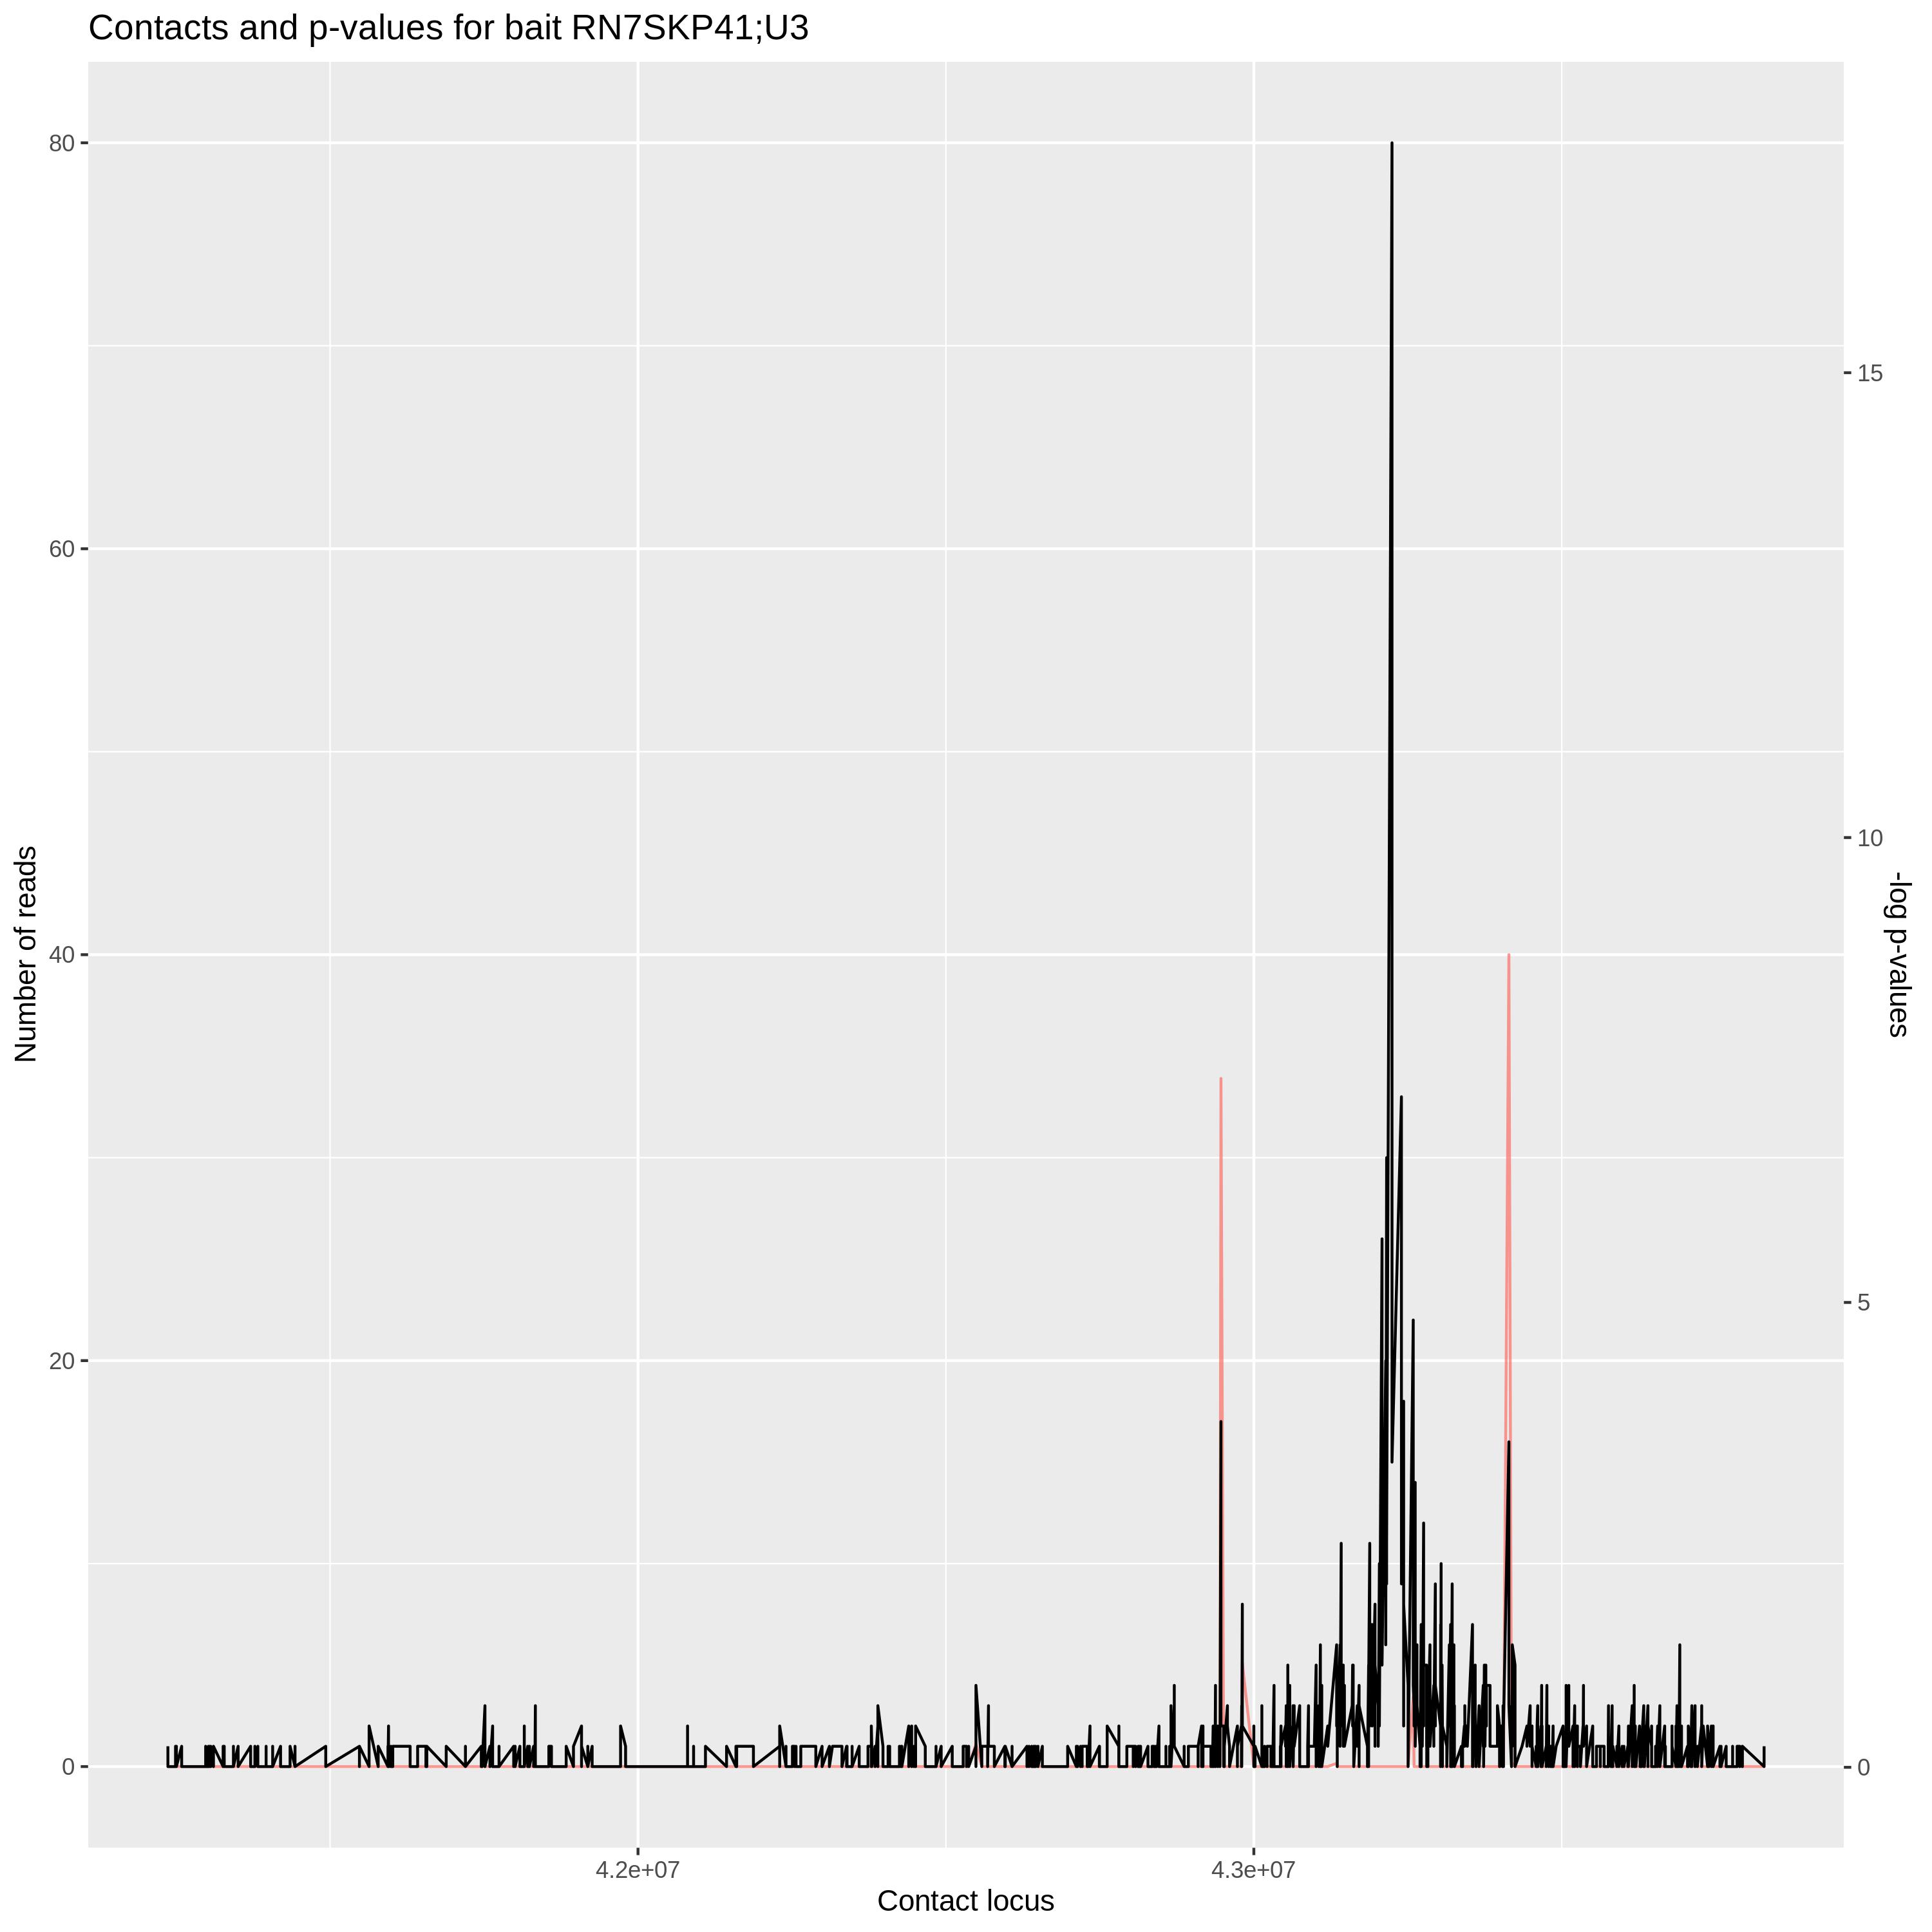 Contacts and p-values for bait RN7SKP41;U3
80
60
40
20
0
Number of reads
15
10
5
0
-log p-values
4.2e+07
4.3e+07
Contact locus